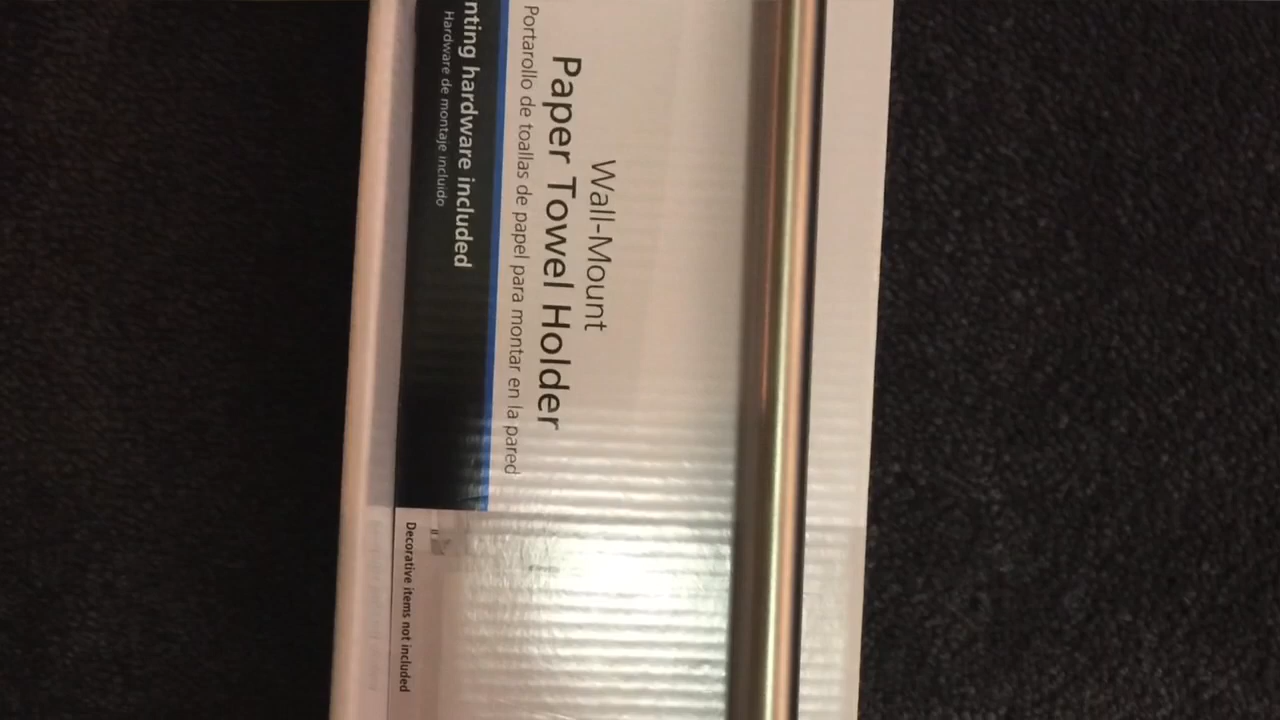 Wall-Mount
Paper Towel Holder
Portarollo de toallas de papel para montar en la pared
nting hardware included
Hardware de montaje incluido
Decorative items not included